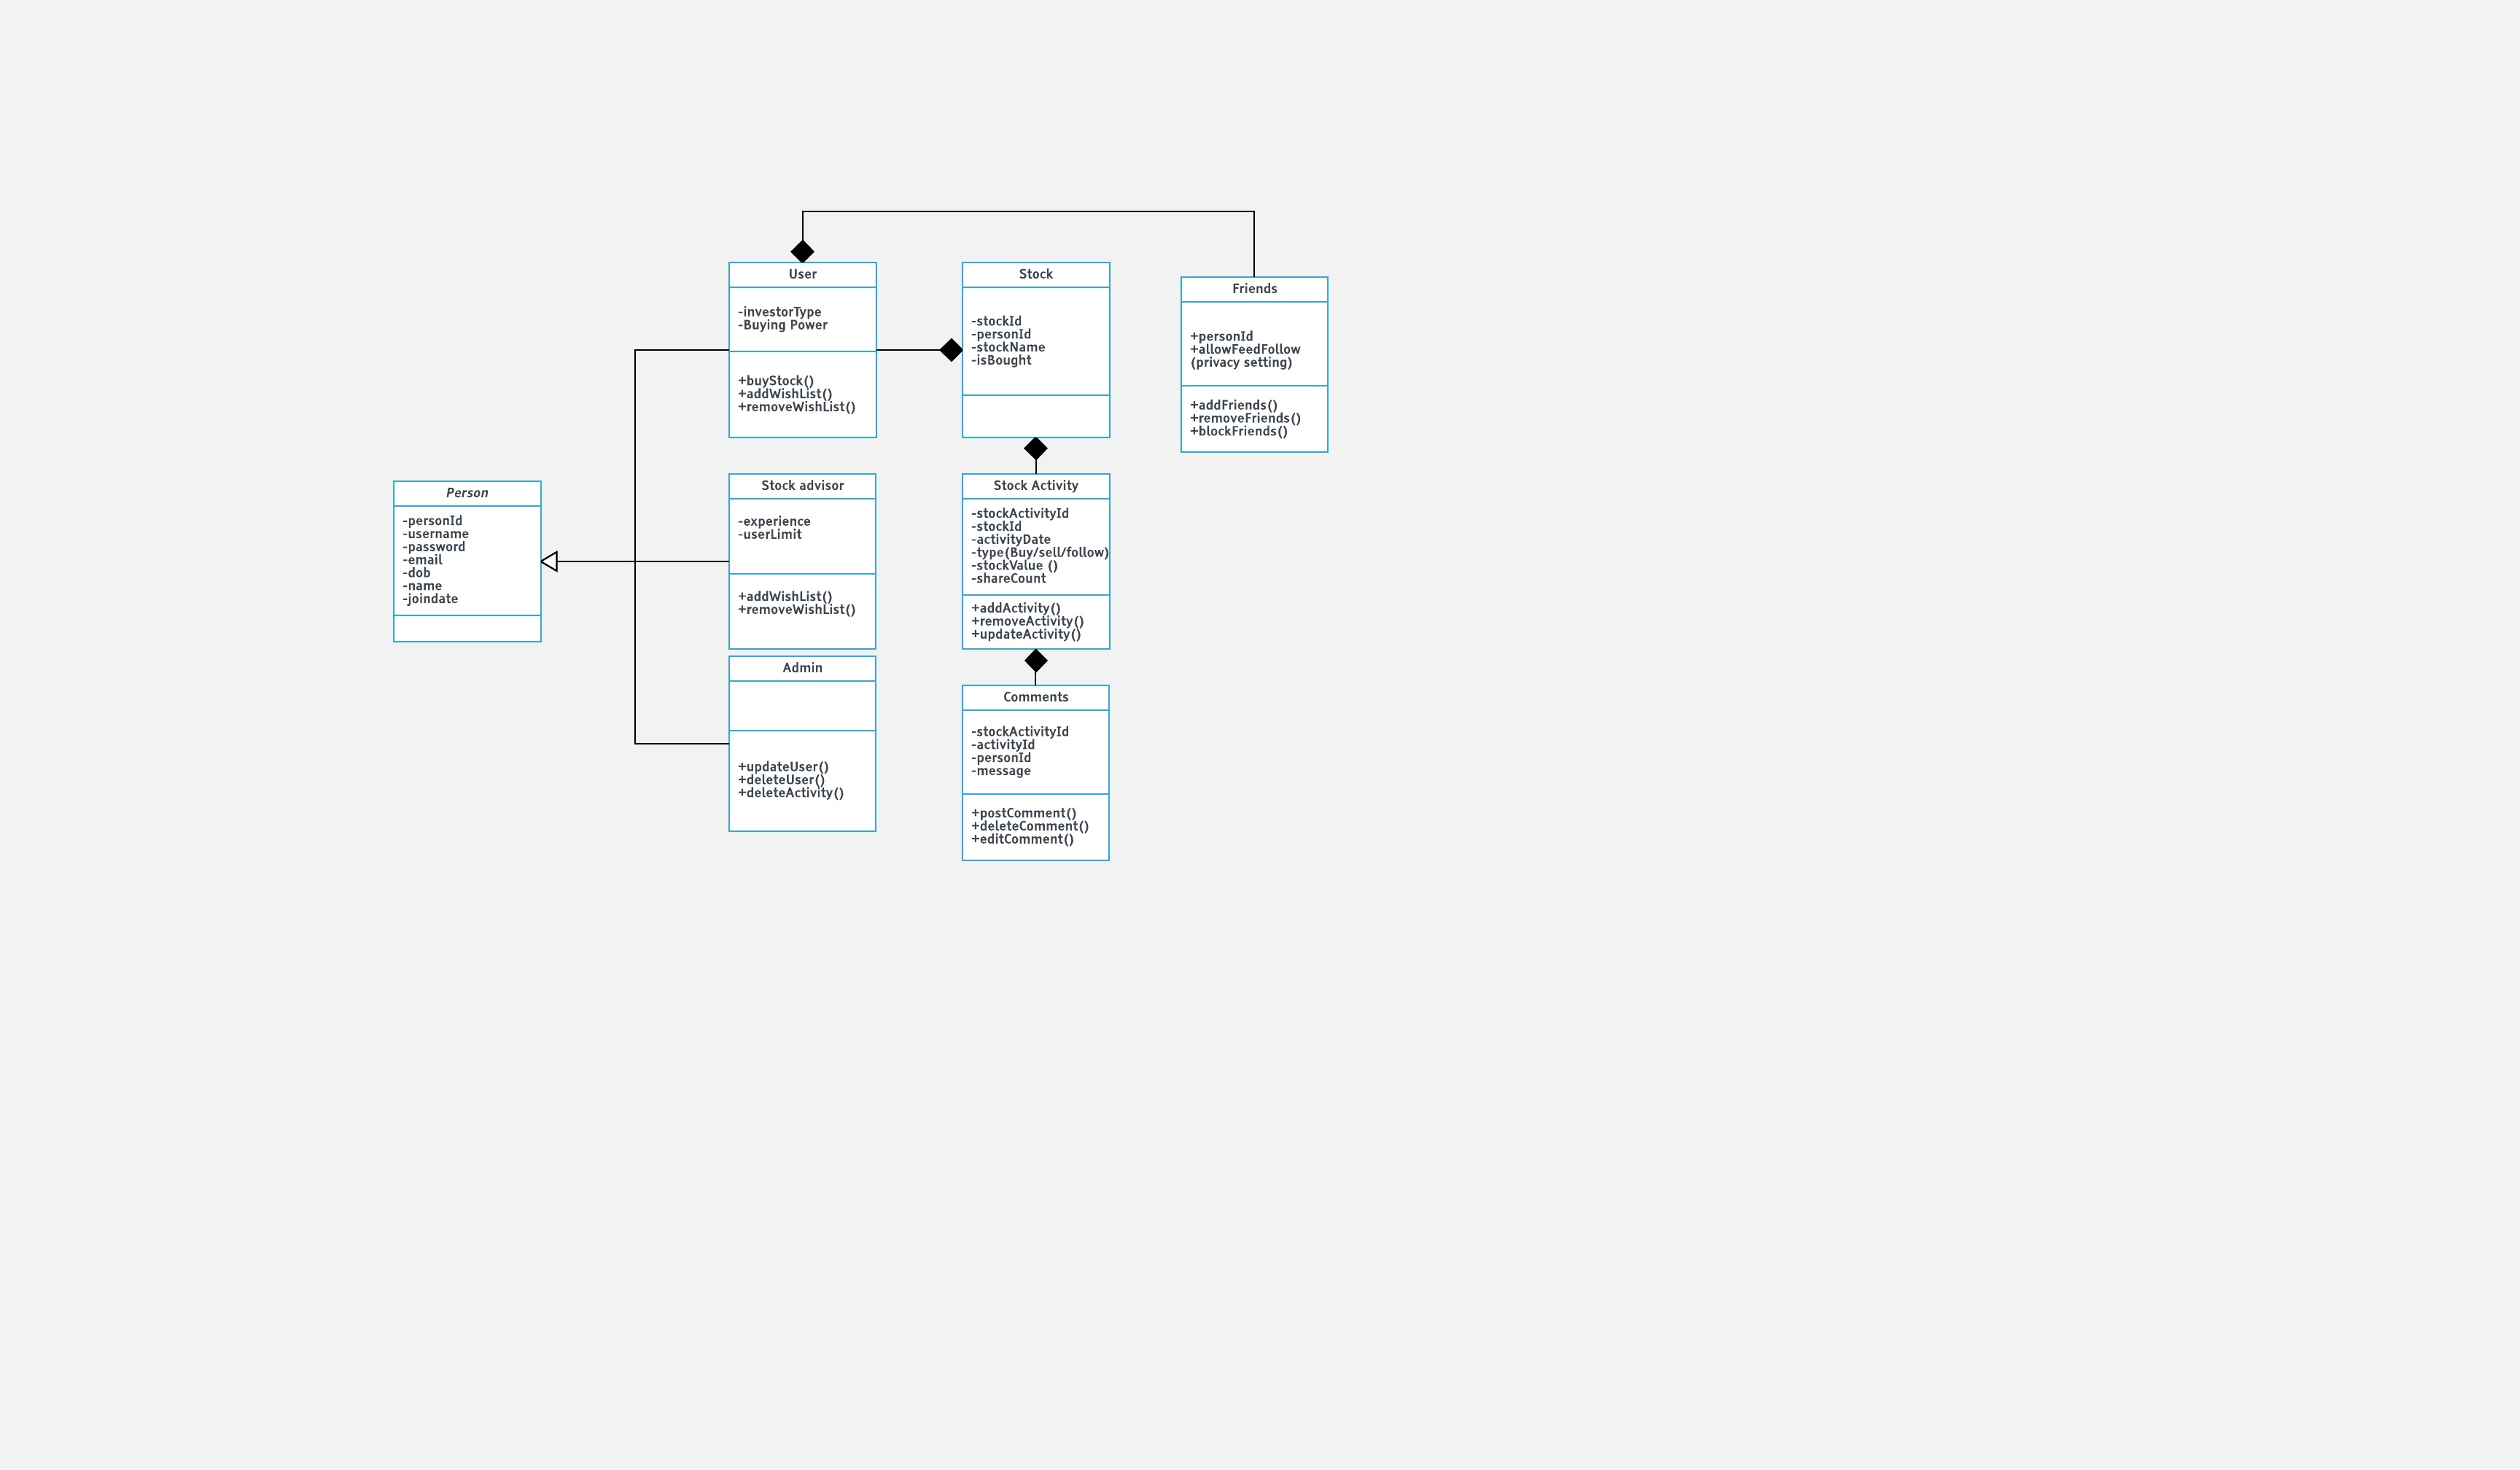 User
-investorType
-Buying Power
+buyStock()
+addWishList()
+removeWishList()
Stock
-stockId
-personId
-stockName
-isBought
Friends
+personId
+allowFeedFollow
(privacy setting)
+addFriends()
+removeFriends()
+blockFriends()
Person
-personId
-username
-password
-email
-dob
-name
-joindate
Stock advisor
-experience
-userLimit
+addWishList()
+removeWishList()
Stock Activity
-stockActivityId
-stockId
-activityDate
-type(Buy/sell/follow)
-stockValue ()
-shareCount
+addActivity()
+removeActivity()
+updateActivity()
Admin
+updateUser()
+deleteUser()
+deleteActivity()
Comments
-stockActivityId
-activityId
-personId
-message
+postComment()
+deleteComment()
+editComment()